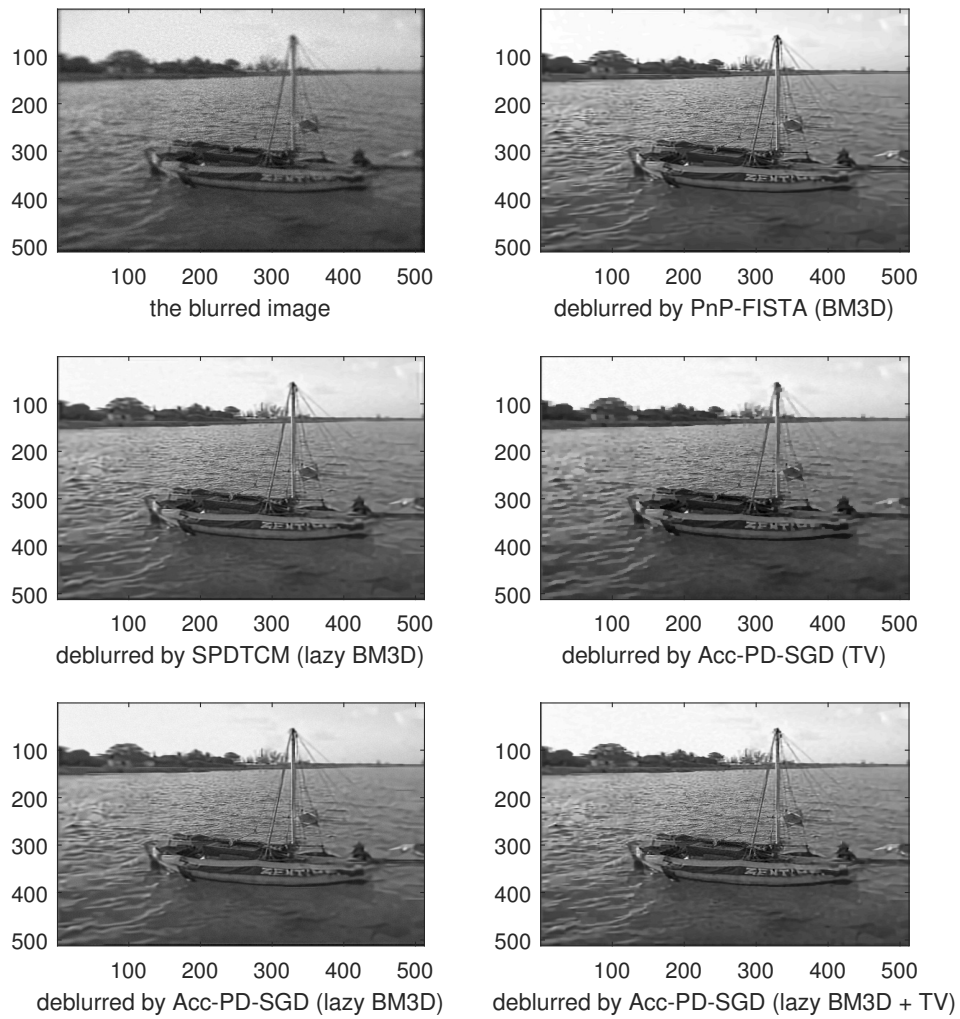 100
200
300
400
500
100 200 300 400 500
the blurred image
100
200
300
400
500
100 200 300 400 500
deblurred by PnP-FISTA (BM3D)
100
200
300
400
500
100 200 300 400 500
deblurred by SPDTCM (lazy BM3D)
100
200
300
400
500
100 200 300 400 500
deblurred by Acc-PD-SGD (TV)
100
200
300
400
500
100 200 300 400 500
deblurred by Acc-PD-SGD (lazy BM3D)
100
200
300
400
500
100 200 300 400 500
deblurred by Acc-PD-SGD (lazy BM3D + TV)